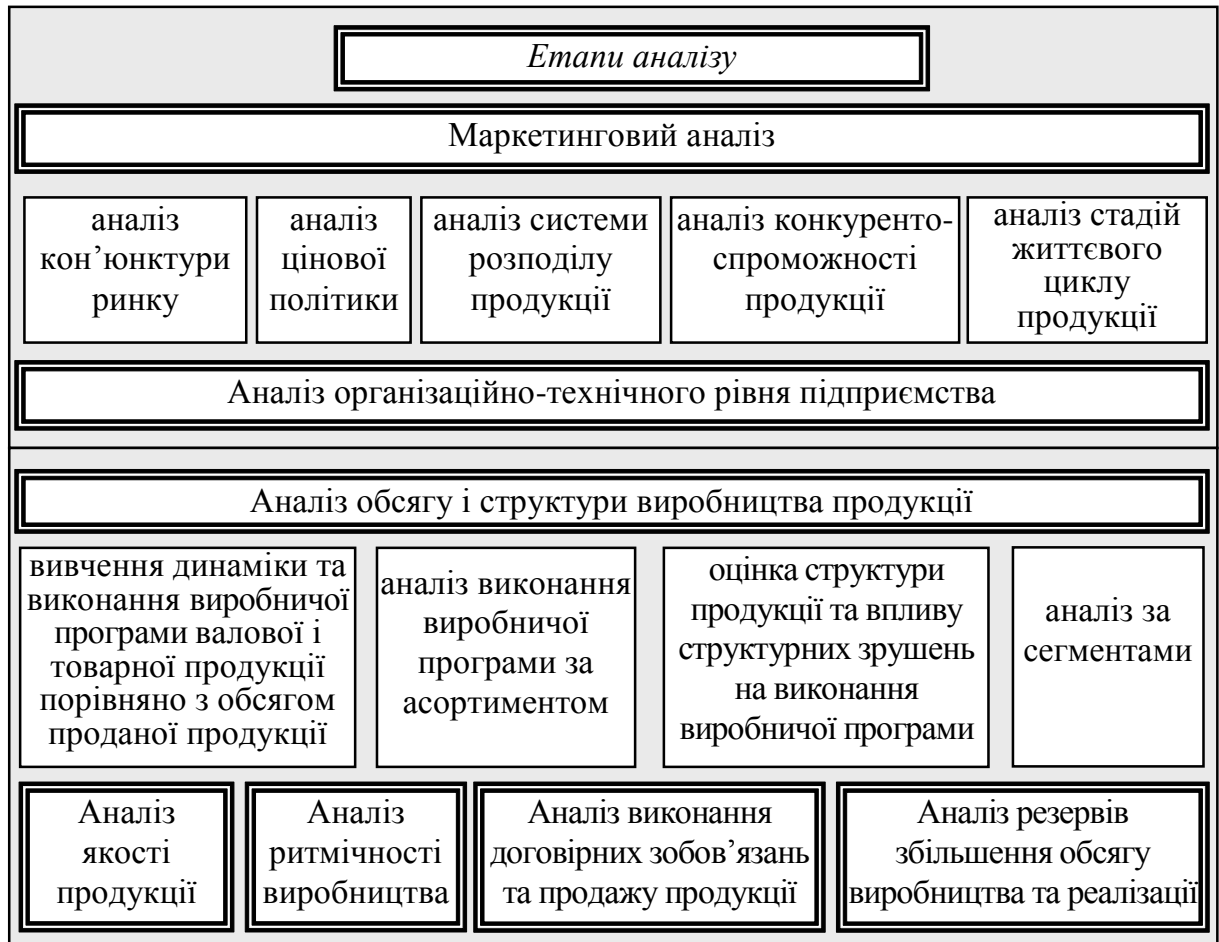 Етапи аналізу
Маркетинговий аналіз
аналіз
кон’юнктури
ринку
аналіз
цінової
політики
аналіз системи
розподілу
продукції
аналіз конкуренто-
спроможності
продукції
аналіз стадій
життєвого
циклу
продукції
Аналіз організаційно-технічного рівня підприємства
Аналіз обсягу і структури виробництва продукції
вивчення динаміки та
виконання виробничої
програми валової і
товарної продукції
порівняно з обсягом
проданої продукції
аналіз виконання
виробничої
програми за
асортиментом
оцінка структури
продукції та впливу
структурних зрушень
на виконання
виробничої програми
аналіз за
сегментами
Аналіз
якості
продукції
Аналіз
ритмічності
виробництва
Аналіз виконання
договірних зобов’язань
та продажу продукції
Аналіз резервів
збільшення обсягу
виробництва та реалізації